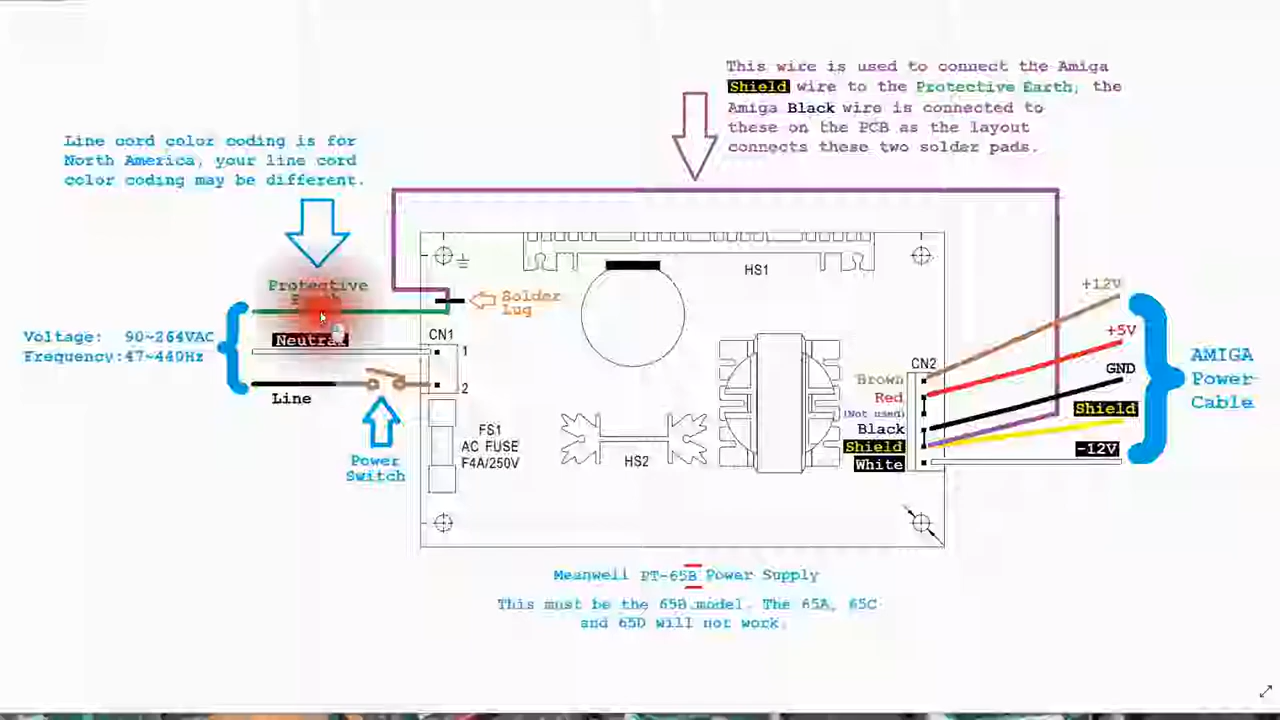 This wire is used to connect the Amiga
Shield wire to the Protective Earth, the
Amiga Black wire is connected to
these on the PCB as the layout
connects these two solder pads.
Line cord color coding is for
North America, your line cord
color coding may be different.
Protective
Solder
Lug
HS1
+12V
Voltage: 90~264VAC
Frequency:47~440Hz
Neutral
CN1
1
2
Line
Power
Switch
FS1
AC FUSE
F4A/250V
HS2
CN2
Brown
Red
(Not used)
Black
Shield
White
+5V
GND
Shield
-12V
AMIGA
Power
Cable
Meanwell PT-65B Power Supply
This must be the 65B model. The 65A, 65C
and 65D will not work.